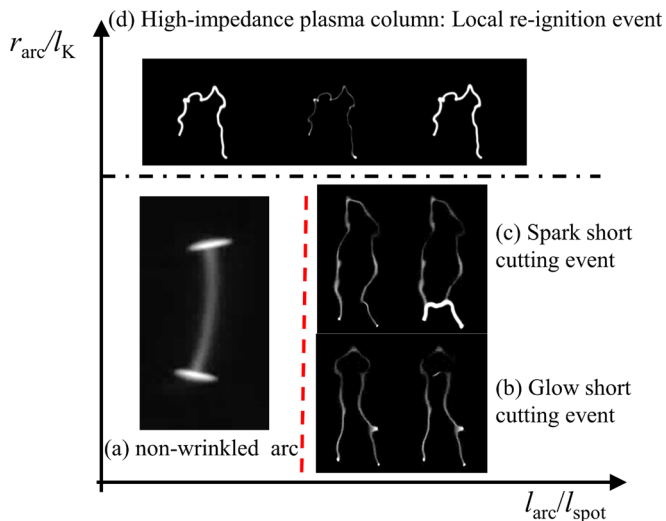 (d) High-impedance plasma column: Local re-ignition event
r_arc/l_K
(c) Spark short
cutting event
(b) Glow short
cutting event
(a) non-wrinkled arc
l_arc/l_spot